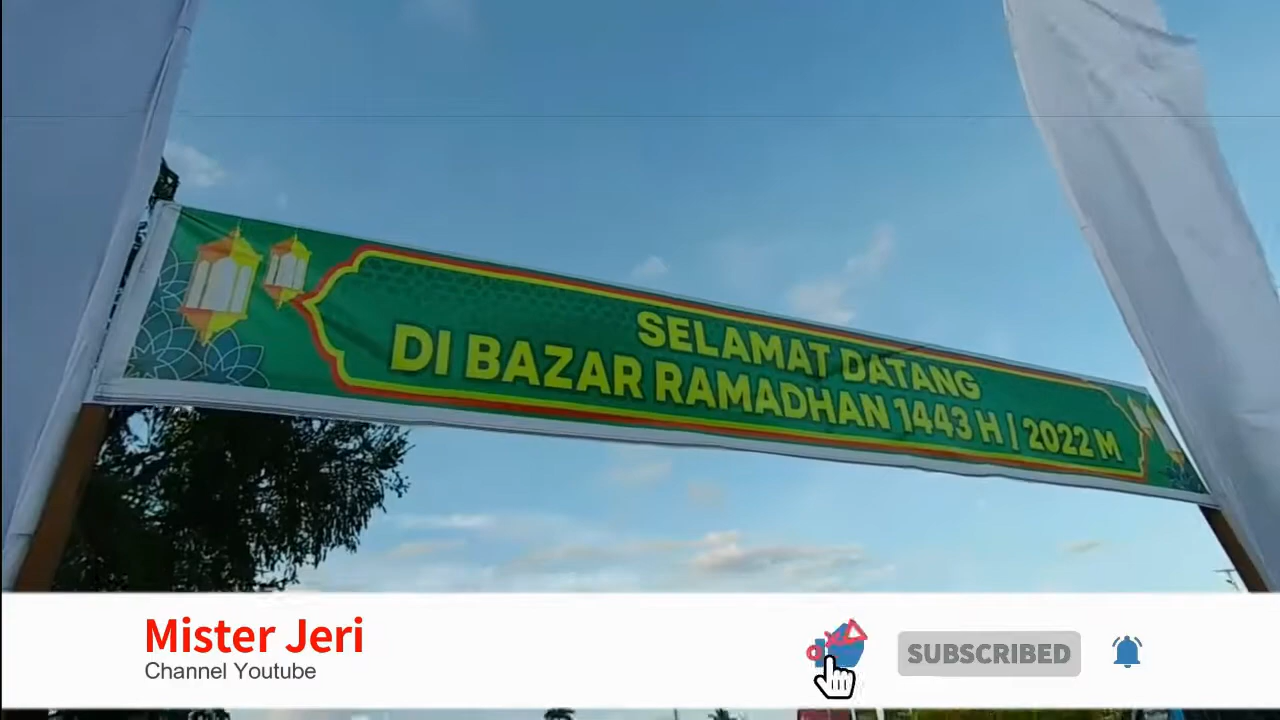 SELAMAT DATANG
DI BAZAR RAMADHAN 1443 H | 2022 M
Mister Jeri
Channel Youtube
SUBSCRIBED